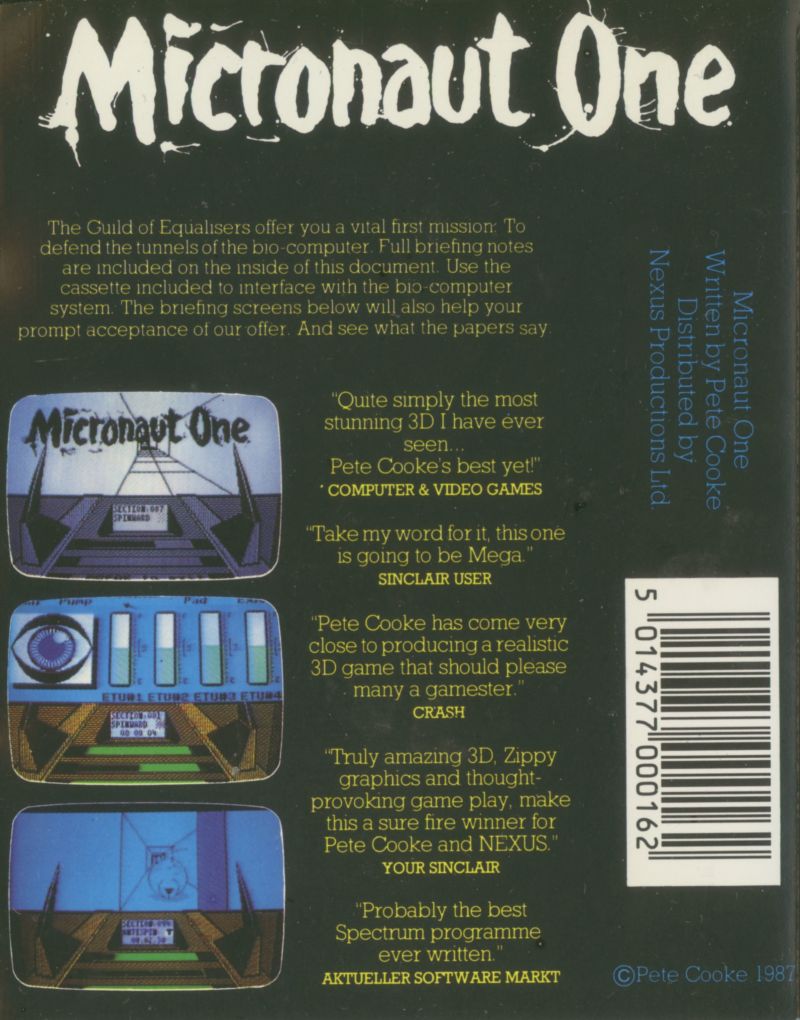 Micronaut One
The Guild of Equalisers offer you a vital first mission: To
defend the tunnels of the bio-computer. Full briefing notes
are included on the inside of this document. Use the
cassette included to interface with the bio-computer
system. The briefing screens below will also help your
prompt acceptance of our offer. And see what the papers say.
Micronaut One
Written by Pete Cooke
Distributed by
Nexus Productions Ltd.
Micronaut One
SECTION:007
SPINWARD
Pump
Pad
ETU#1 ETU#2 ETU#3 ETU#4
SECTION:001
SPINWARD
00 00 04
ANTISPIN T
00.02.30
"Quite simply the most
stunning 3D I have ever
seen...
Pete Cooke's best yet!"
COMPUTER & VIDEO GAMES
"Take my word for it, this one
is going to be Mega."
SINCLAIR USER
"Pete Cooke has come very
close to producing a realistic
3D game that should please
many a gamester."
CRASH
"Truly amazing 3D, Zippy
graphics and thought-
provoking game play, make
this a sure fire winner for
Pete Cooke and NEXUS."
YOUR SINCLAIR
"Probably the best
Spectrum programme
ever written."
AKTUELLER SOFTWARE MARKT
5 014377 000162
©Pete Cooke 1987